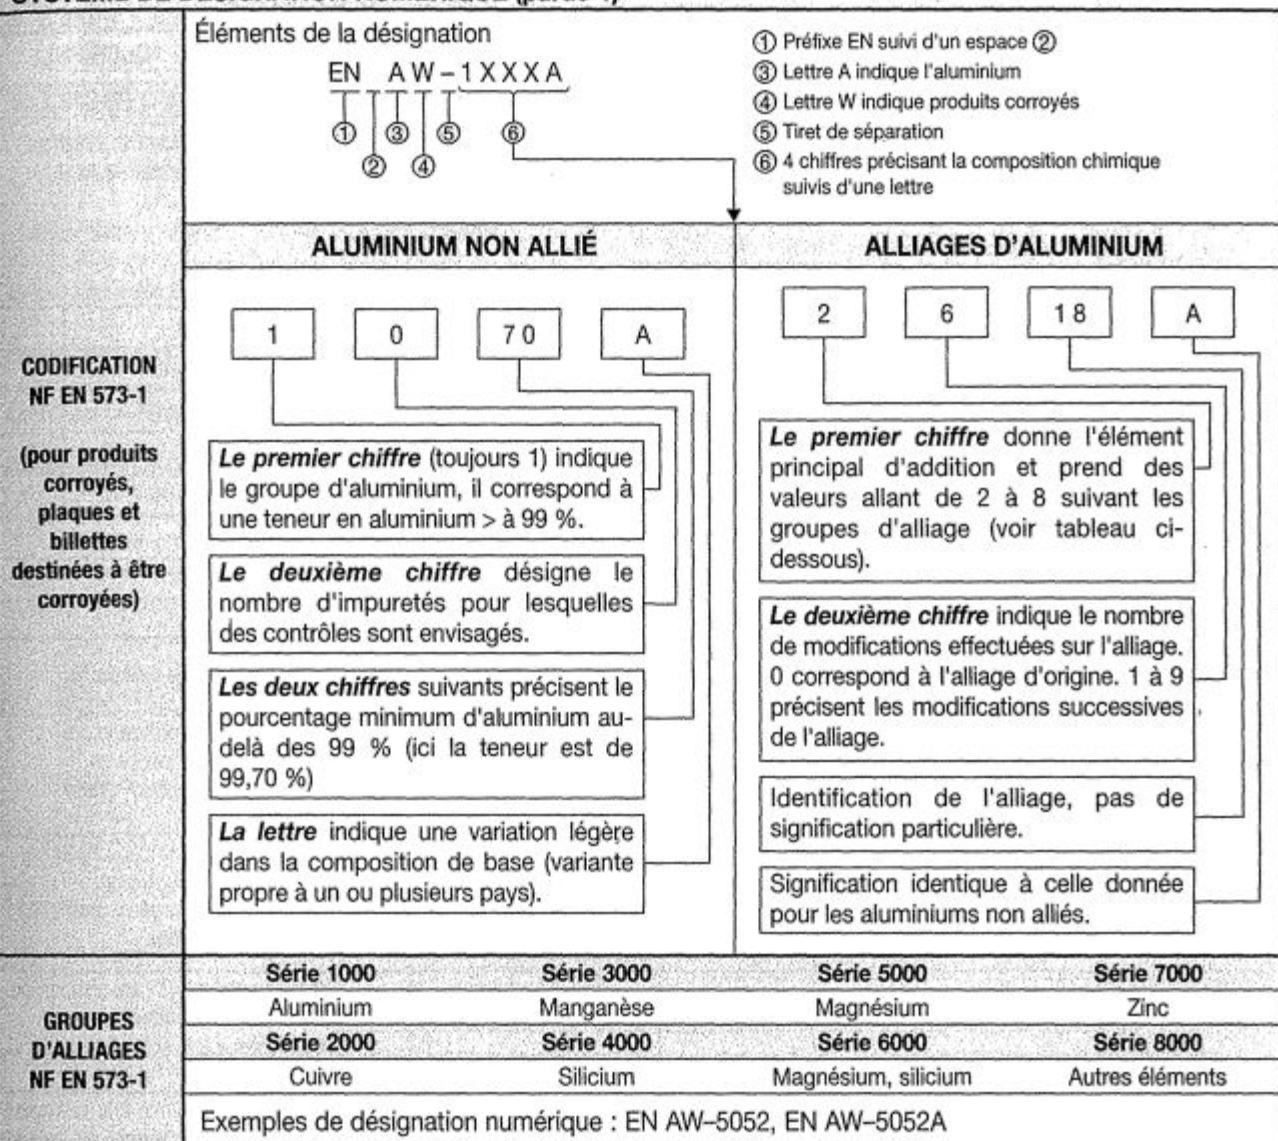 Éléments de la désignation
EN AW-1XXXA
① ② ③ ④ ⑤ ⑥
① Préfixe EN suivi d'un espace ②
③ Lettre A indique l'aluminium
④ Lettre W indique produits corroyés
⑤ Tiret de séparation
⑥ 4 chiffres précisant la composition chimique
suivis d'une lettre
CODIFICATION
NF EN 573-1
(pour produits
corroyés,
plaques et
billettes
destinées à être
corroyées)
ALUMINIUM NON ALLIÉ
1 0 70 A
Le premier chiffre (toujours 1) indique
le groupe d'aluminium, il correspond à
une teneur en aluminium > à 99 %.
Le deuxième chiffre désigne le
nombre d'impuretés pour lesquelles
des contrôles sont envisagés.
Les deux chiffres suivants précisent le
pourcentage minimum d'aluminium au-
delà des 99 % (ici la teneur est de
99,70 %)
La lettre indique une variation légère
dans la composition de base (variante
propre à un ou plusieurs pays).
ALLIAGES D'ALUMINIUM
2 6 18 A
Le premier chiffre donne l'élément
principal d'addition et prend des
valeurs allant de 2 à 8 suivant les
groupes d'alliage (voir tableau ci-
dessous).
Le deuxième chiffre indique le nombre
de modifications effectuées sur l'alliage.
0 correspond à l'alliage d'origine. 1 à 9
précisent les modifications successives
de l'alliage.
Identification de l'alliage, pas de
signification particulière.
Signification identique à celle donnée
pour les aluminiums non alliés.
GROUPES
D'ALLIAGES
NF EN 573-1
Série 1000 Série 3000 Série 5000 Série 7000
Aluminium Manganèse Magnésium Zinc
Série 2000 Série 4000 Série 6000 Série 8000
Cuivre Silicium Magnésium, silicium Autres éléments
Exemples de désignation numérique : EN AW–5052, EN AW–5052A